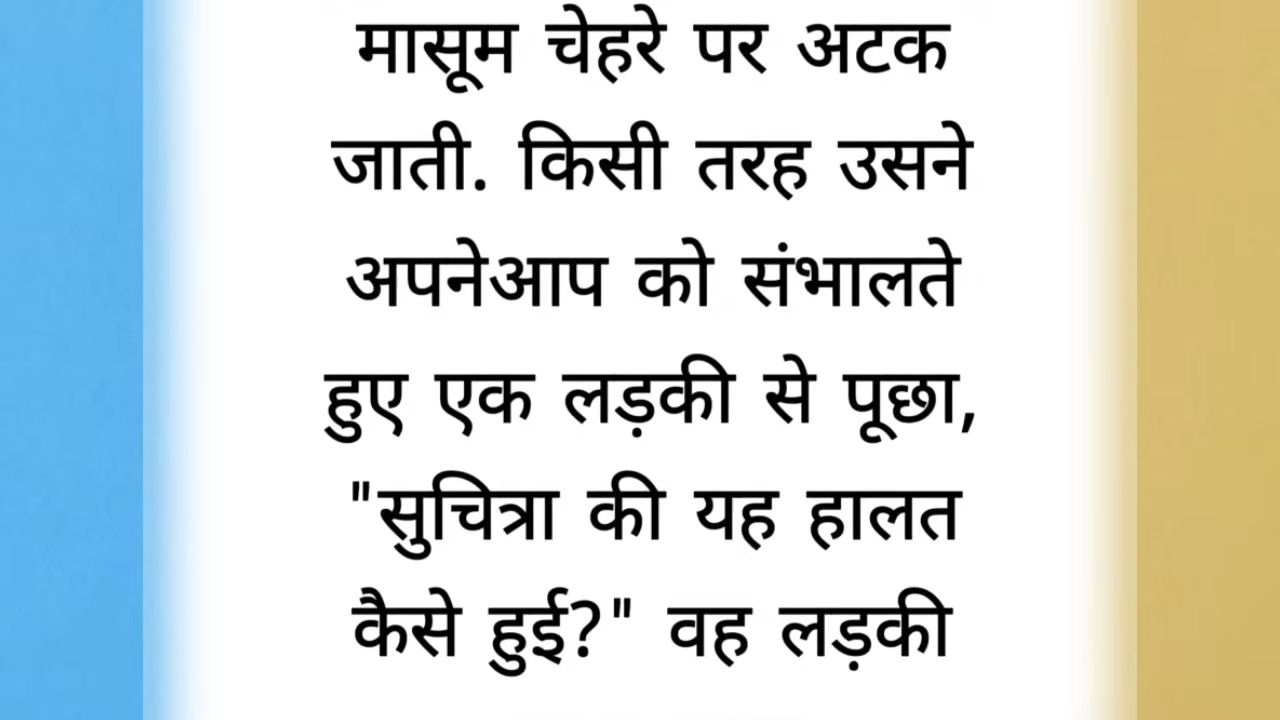 मासूम चेहरे पर अटक
जाती. किसी तरह उसने
अपनेआप को संभालते
हुए एक लड़की से पूछा,
"सुचित्रा की यह हालत
कैसे हुई?" वह लड़की